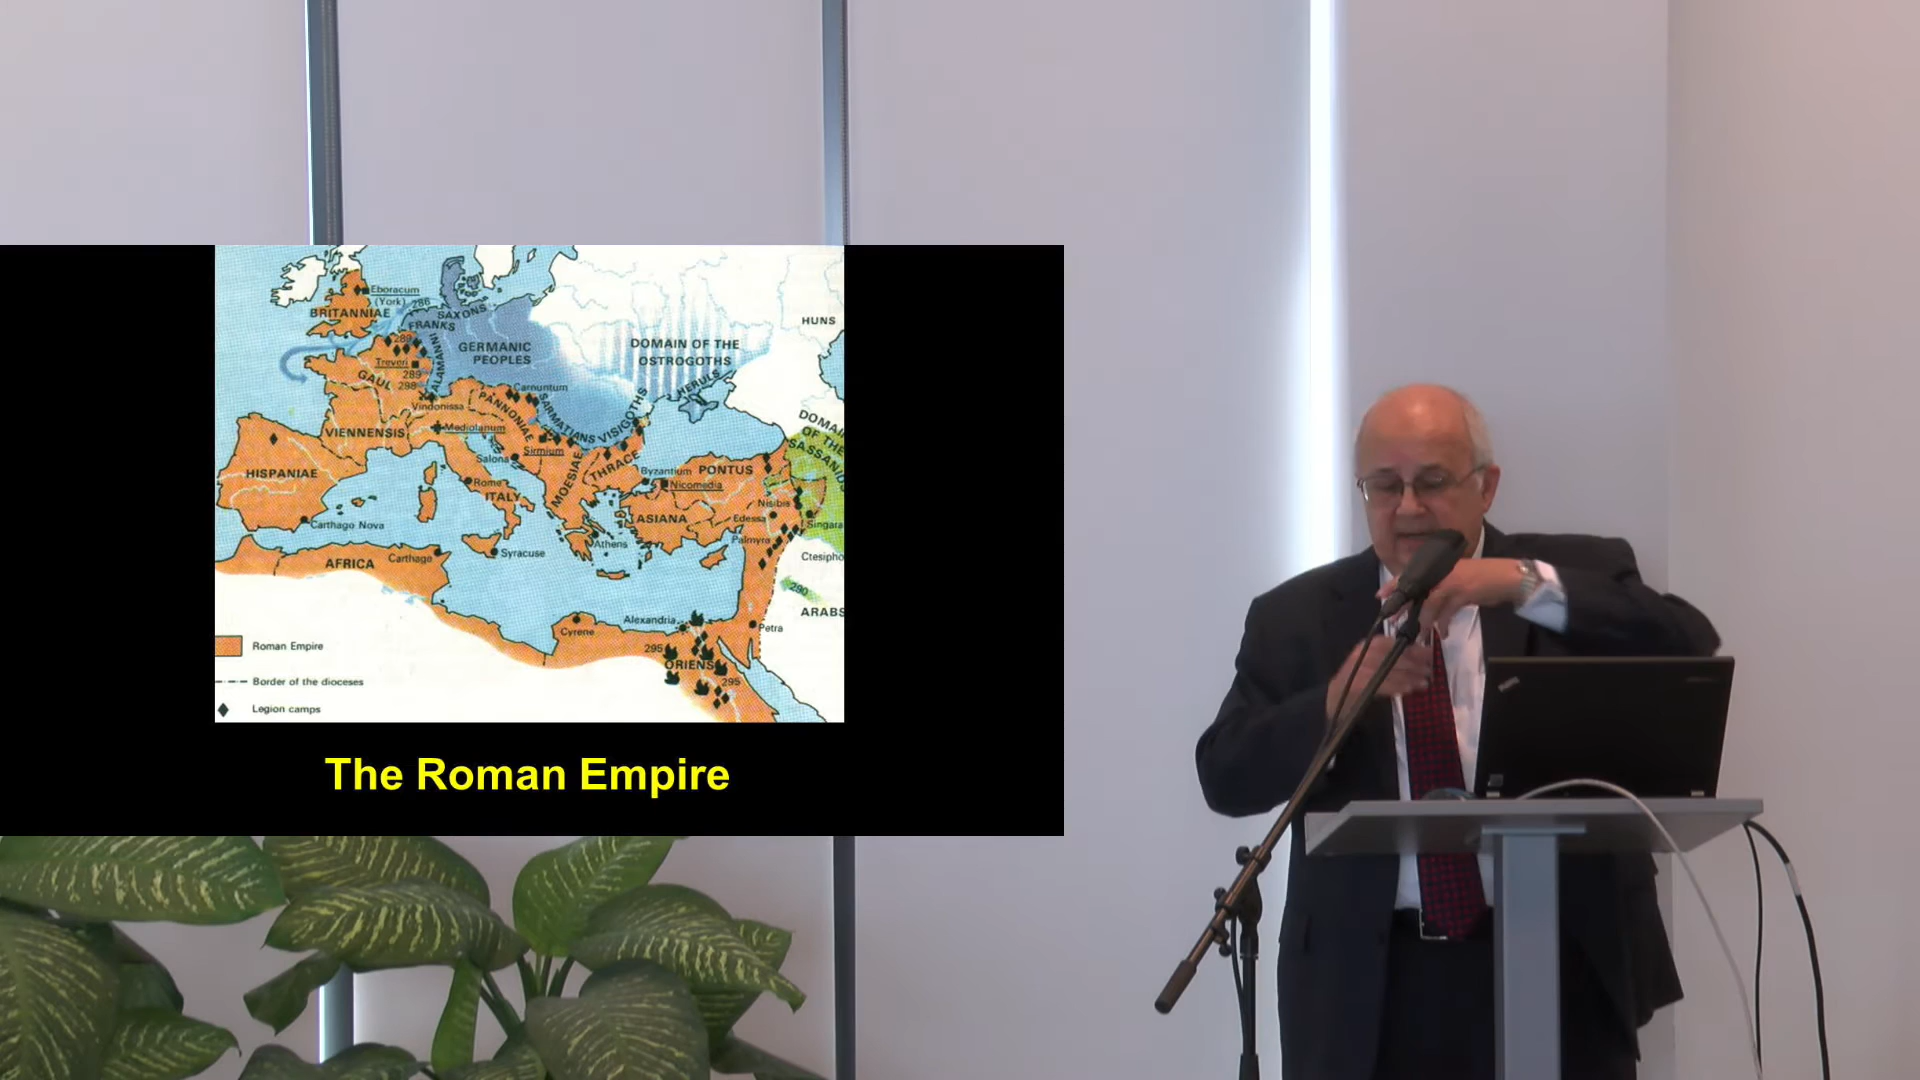 Eboracum
(York)
286
BRITANNIAE
SAXONS
FRANKS
289
ALAMANNI
GERMANIC
PEOPLES
DOMAIN OF THE
OSTROGOTHS
HUNS
HERULS
Treveri
289
GAUL
298
Carnuntum
Vindonissa
PANNONIAE
SARMATIANS
VISIGOTHS
DOMAIN
OF THE
SASSANIDS
VIENNENSIS
Mediolanum
Salona
Sirmium
MOESIAE
THRACE
Byzantium
PONTUS
Nicomedia
HISPANIAE
Rome
ITALY
Nisibis
Edessa
Singara
Carthago Nova
ASIANA
Athens
Palmyra
Ctesipho
AFRICA
Carthage
Syracuse
290
ARABS
Alexandria
Cyrene
Petra
295
ORIENS
295
Roman Empire
Border of the dioceses
Legion camps
The Roman Empire